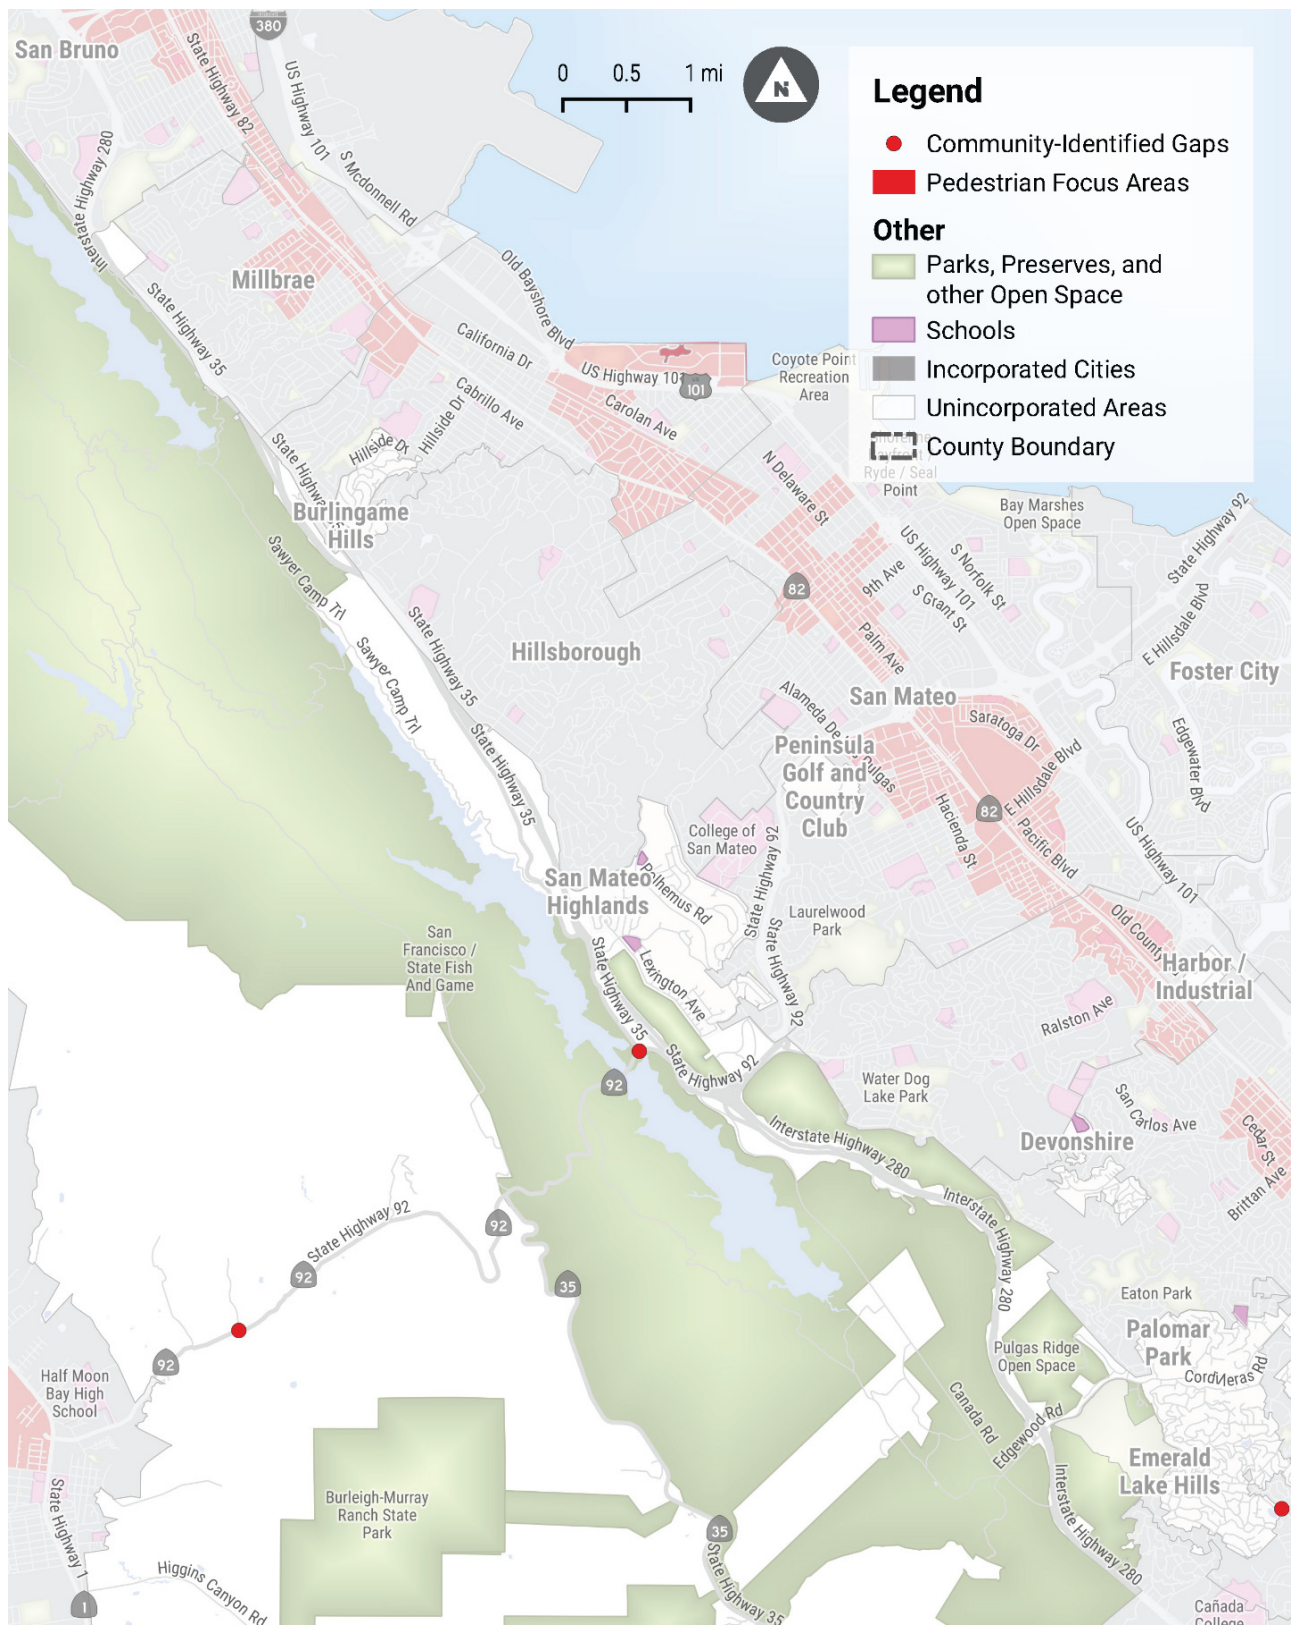 San Bruno
380
State Highway 82
US Highway 101
S Mcdonnell Rd
Interstate Highway 280
0 0.5 1 mi
N
Legend
Community-Identified Gaps
Pedestrian Focus Areas
Other
Parks, Preserves, and
other Open Space
Schools
Incorporated Cities
Unincorporated Areas
County Boundary
Millbrae
Old Bayshore Blvd
State Highway 35
California Dr
US Highway 101
101
Coyote Point
Recreation
Area
Cabrillo Ave
Hillside Dr
Hillside Dr
Carolan Ave
N Delaware St
Ryde / Seal
Point
Bay Marshes
Open Space
State Highway 92
Burlingame
Hills
Sawyer Camp Trl
82
9th Ave
US Highway 101
S Norfolk St
S Grant St
E Hillsdale Blvd
Foster City
State Highway 35
Sawyer Camp Trl
Hillsborough
Palm Ave
San Mateo
Alameda De Las Pulgas
Saratoga Dr
Edgewater Blvd
Peninsula
Golf and
Country
Club
State Highway 35
E Hillsdale Blvd
82
Hacienda St
Pacific Blvd
US Highway 101
College of
San Mateo
State Highway 92
San Mateo
Highlands
Polhemus Rd
Laurelwood
Park
State Highway 92
Old County
Harbor /
Industrial
San
Francisco /
State Fish
And Game
State Highway 35
Lexington Ave
Ralston Ave
State Highway 92
92
Water Dog
Lake Park
San Carlos Ave
Devonshire
Cedar St
Brittan Ave
Interstate Highway 280
Interstate Highway 280
State Highway 92
92
92
35
92
Eaton Park
Palomar
Park
Pulgas Ridge
Open Space
Cordilleras Rd
Half Moon
Bay High
School
Canada Rd
Edgewood Rd
Emerald
Lake Hills
State Highway 1
Burleigh-Murray
Ranch State
Park
35
State Highway 35
Interstate Highway 280
Higgins Canyon Rd
1
Cañada
College